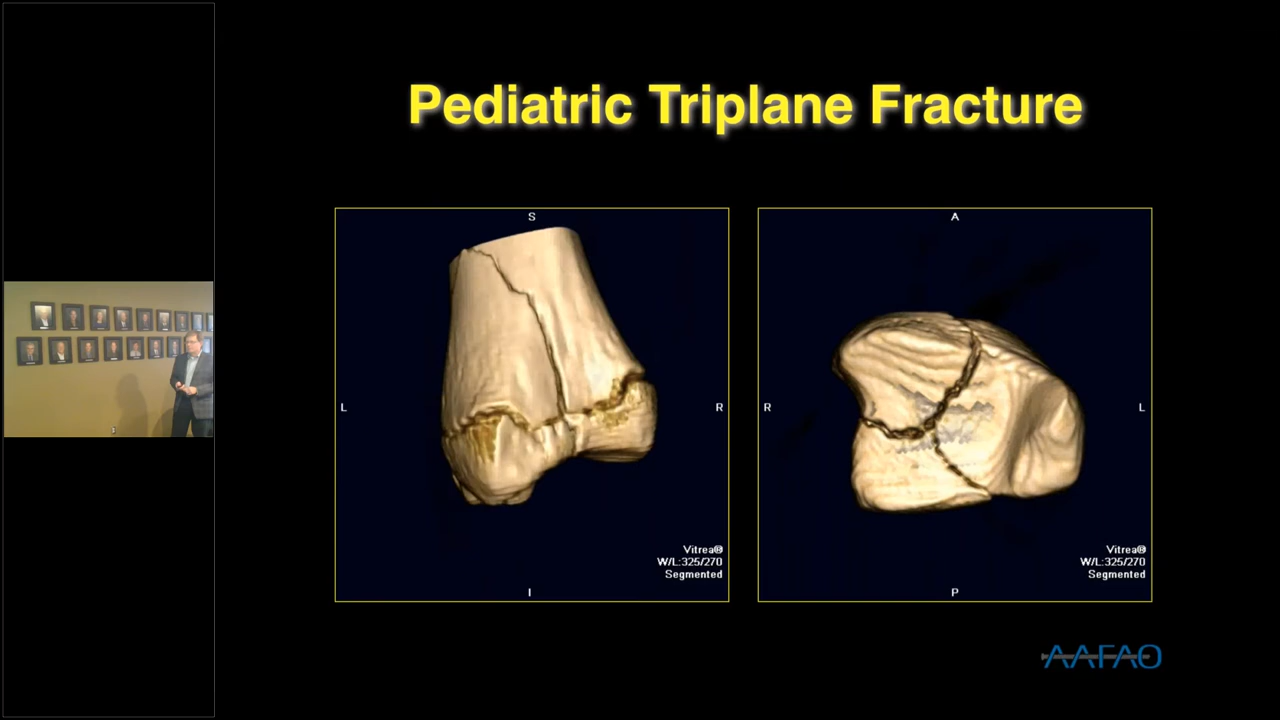 Pediatric Triplane Fracture
S
L
R
Vitrea®
W/L:325/270
Segmented
I
A
R
L
Vitrea®
W/L:325/270
Segmented
P
AAFAO